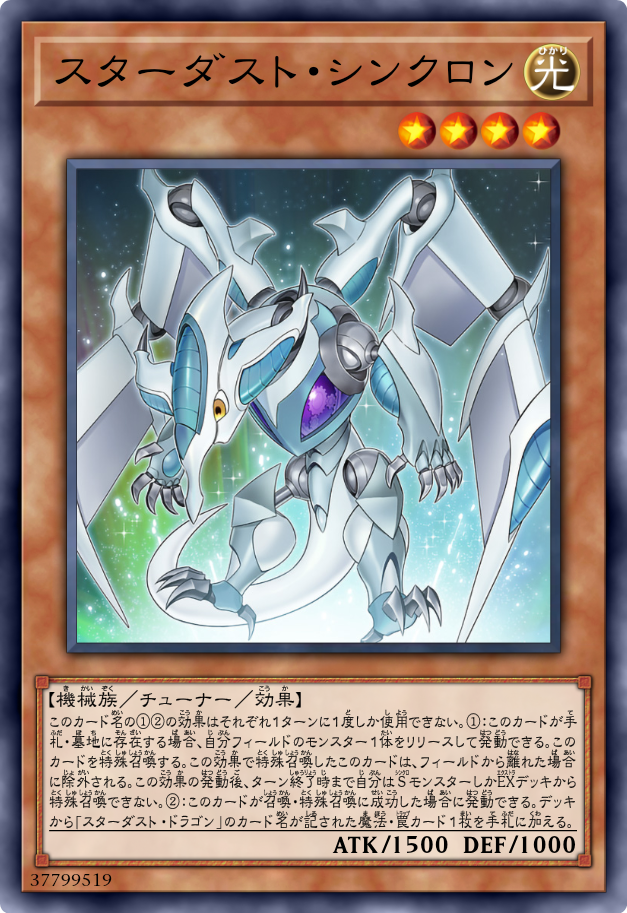 スターダスト・シンクロン
光
【機械族／チューナー／効果】
このカード名の①②の効果はそれぞれ1ターンに1度しか使用できない。①：このカードが手
札・墓地に存在する場合、自分フィールドのモンスター1体をリリースして発動できる。この
カードを特殊召喚する。この効果で特殊召喚したこのカードは、フィールドから離れた場合
に除外される。この効果の発動後、ターン終了時まで自分はSモンスターしかEXデッキから
特殊召喚できない。②：このカードが召喚・特殊召喚に成功した場合に発動できる。デッキ
から「スターダスト・ドラゴン」のカード名が記された魔法・罠カード1枚を手札に加える。
ATK/1500 DEF/1000
37799519